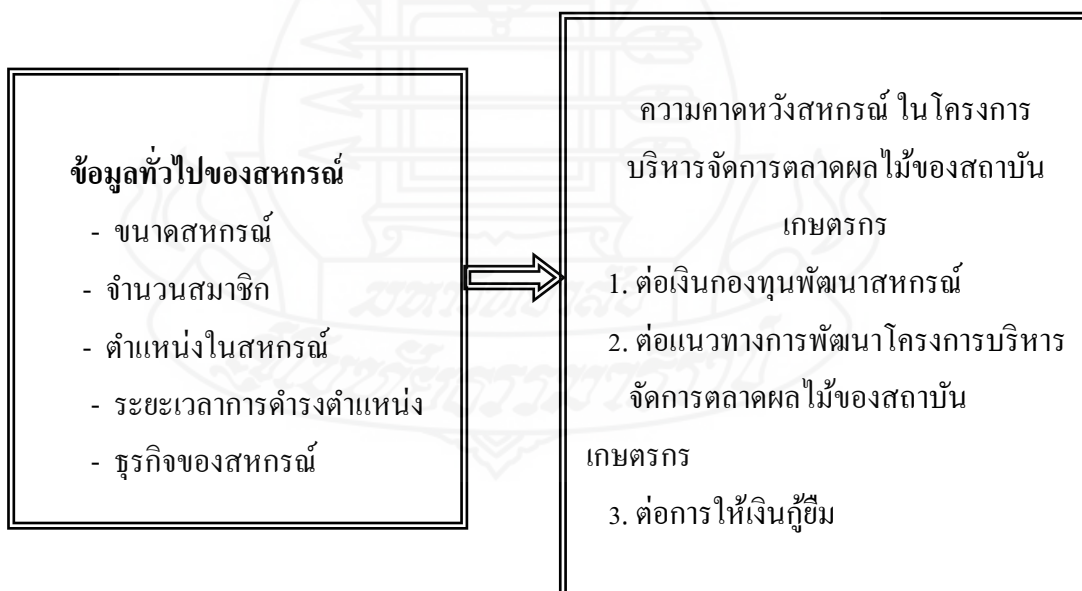 ข้อมูลทั่วไปของสหกรณ์
- ขนาดสหกรณ์
- จำนวนสมาชิก
- ตำแหน่งในสหกรณ์
- ระยะเวลาการดำรงตำแหน่ง
- ธุรกิจของสหกรณ์
ความคาดหวังสหกรณ์ ในโครงการ
บริหารจัดการตลาดผลไม้ของสถาบัน
เกษตรกร
1. ต่อเงินกองทุนพัฒนาสหกรณ์
2. ต่อแนวทางการพัฒนาโครงการบริหาร
จัดการตลาดผลไม้ของสถาบัน
เกษตรกร
3. ต่อการให้เงินกู้ยืม